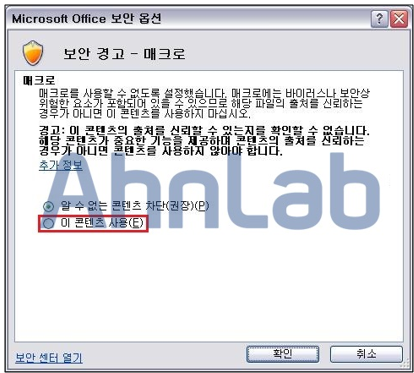 Microsoft Office 보안 옵션
보안 경고 - 매크로
매크로
매크로를 사용할 수 없도록 설정했습니다. 매크로에는 바이러스나 보안상
위험한 요소가 포함되어 있을 수 있으므로 해당 파일의 출처를 신뢰하는
경우가 아니면 이 콘텐츠를 사용하지 마십시오.
경고: 이 콘텐츠의 출처를 신뢰할 수 있는지를 확인할 수 없습니다.
해당 콘텐츠가 중요한 기능을 제공하며 콘텐츠의 출처를 신뢰하는
경우가 아니면 콘텐츠를 사용하지 않아야 합니다.
추가 정보
AhnLab
알 수 없는 콘텐츠 차단(권장)(P)
이 콘텐츠 사용(E)
보안 센터 열기
확인
취소